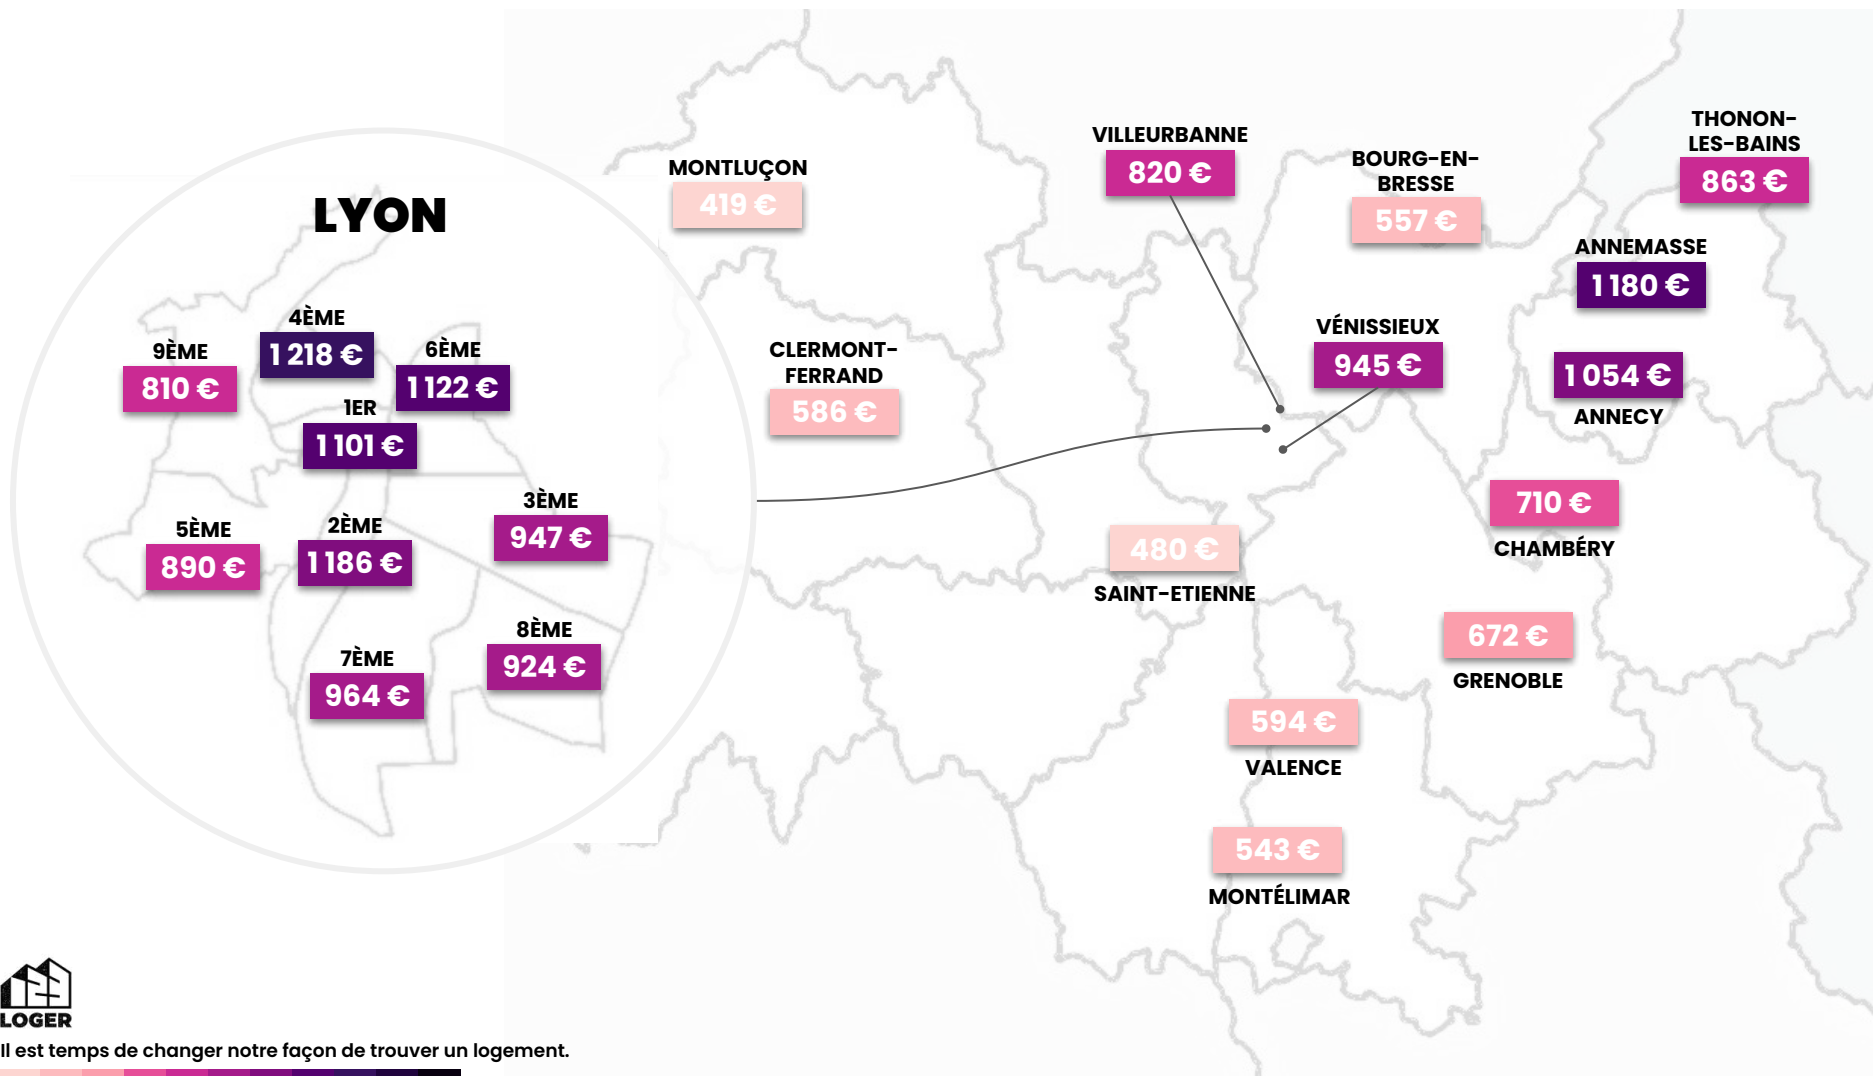 LYON
4ÈME
1 218 €
9ÈME
810 €
6ÈME
1 122 €
1ER
1 101 €
3ÈME
947 €
5ÈME
890 €
2ÈME
1 186 €
8ÈME
924 €
7ÈME
964 €
MONTLUÇON
419 €
VILLEURBANNE
820 €
BOURG-EN-
BRESSE
557 €
THONON-
LES-BAINS
863 €
ANNEMASSE
1 180 €
VÉNISSIEUX
945 €
CLERMONT-
FERRAND
586 €
1 054 €
ANNECY
710 €
CHAMBÉRY
480 €
SAINT-ETIENNE
672 €
GRENOBLE
594 €
VALENCE
543 €
MONTÉLIMAR
123
LOGER
Il est temps de changer notre façon de trouver un logement.